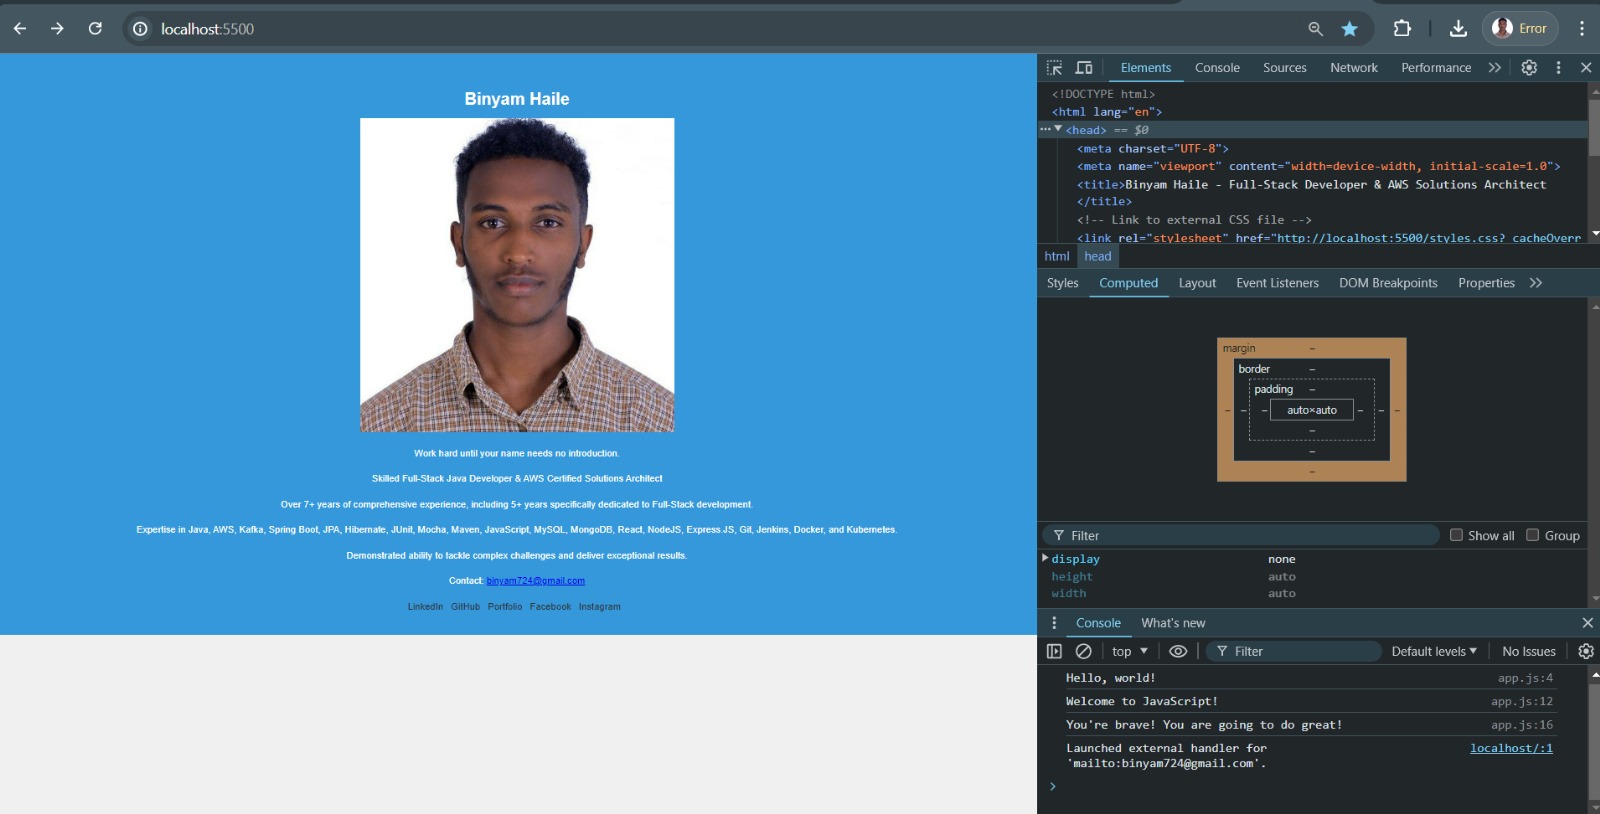 localhost:5500
Error
Binyam Haile
Work hard until your name needs no introduction.
Skilled Full-Stack Java Developer & AWS Certified Solutions Architect
Over 7+ years of comprehensive experience, including 5+ years specifically dedicated to Full-Stack development.
Expertise in Java, AWS, Kafka, Spring Boot, JPA, Hibernate, JUnit, Mocha, Maven, JavaScript, MySQL, MongoDB, React, NodeJS, Express.JS, Git, Jenkins, Docker, and Kubernetes.
Demonstrated ability to tackle complex challenges and deliver exceptional results.
Contact: binyam724@gmail.com
LinkedIn GitHub Portfolio Facebook Instagram
Elements Console Sources Network Performance
<!DOCTYPE html>
<html lang="en">
<head> == $0
<meta charset="UTF-8">
<meta name="viewport" content="width=device-width, initial-scale=1.0">
<title>Binyam Haile - Full-Stack Developer & AWS Solutions Architect
</title>
<!-- Link to external CSS file -->
<link rel="stylesheet" href="http://localhost:5500/styles.css?_cacheOverr
html head
Styles Computed Layout Event Listeners DOM Breakpoints Properties
margin –
border –
padding –
– – – auto×auto – – –
–
–
–
Filter Show all Group
display none
height auto
width auto
Console What's new
top Filter Default levels No Issues
Hello, world! app.js:4
Welcome to JavaScript! app.js:12
You're brave! You are going to do great! app.js:16
Launched external handler for localhost/:1
'mailto:binyam724@gmail.com'.